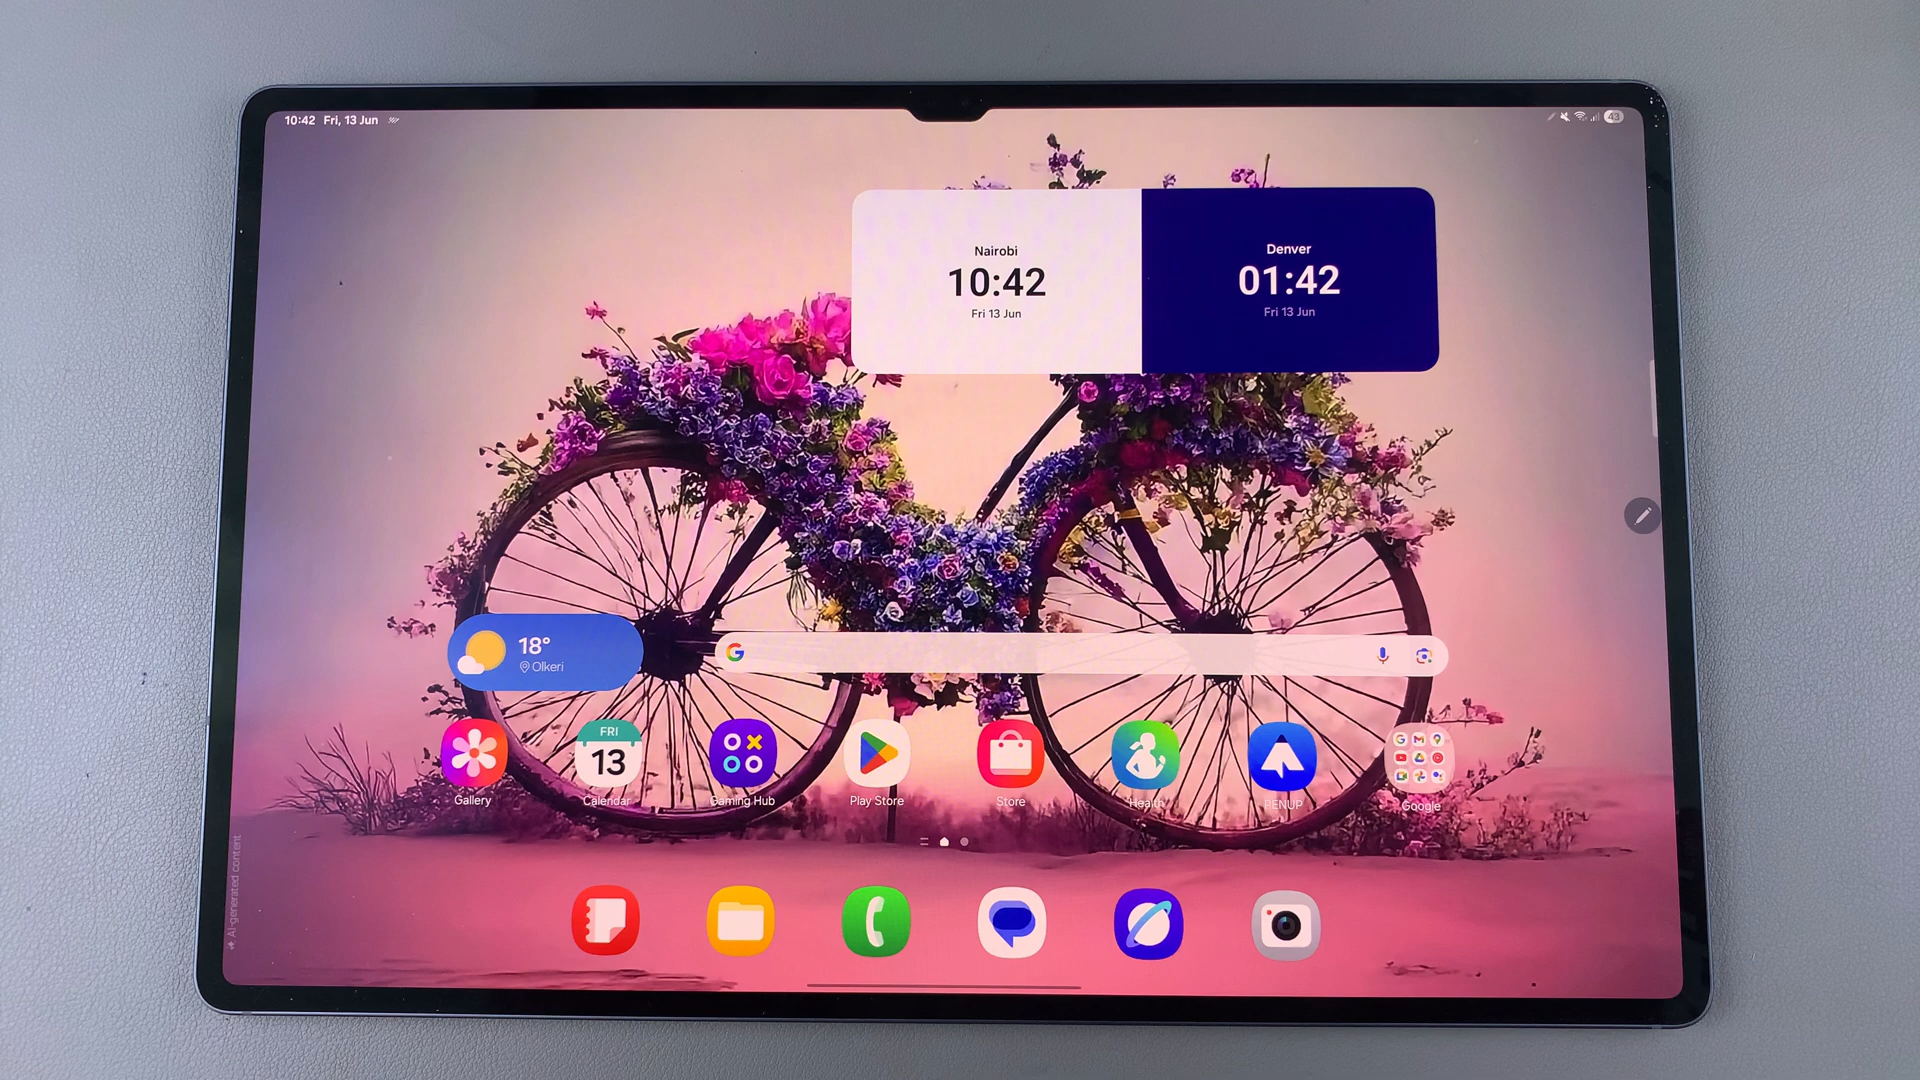 10:42 Fri, 13 Jun
43
Nairobi
10:42
Fri 13 Jun
Denver
01:42
Fri 13 Jun
18°
Olkeri
G
FRI
13
Gallery
Calendar
Gaming Hub
Play Store
Store
Health
PENUP
Google
AI-generated content